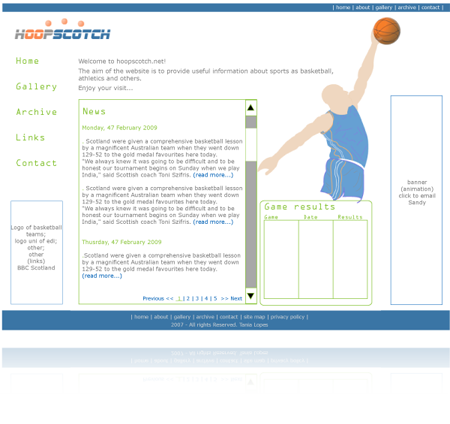 | home | about | gallery | archive | contact |
HOOPSCOTCH
Home
Gallery
Archive
Links
Contact
Welcome to hoopscotch.net!
The aim of the website is to provide useful information about sports as basketball,
athletics and others.
Enjoy your visit...
News
Monday, 47 February 2009
. Scotland were given a comprehensive basketball lesson
by a magnificent Australian team when they went down
129-52 to the gold medal favourites here today.
"We always knew it was going to be difficult and to be
honest our tournament begins on Sunday when we play
India," said Scottish coach Toni Szifris. (read more...)
. Scotland were given a comprehensive basketball lesson
by a magnificent Australian team when they went down
129-52 to the gold medal favourites here today.
"We always knew it was going to be difficult and to be
honest our tournament begins on Sunday when we play
India," said Scottish coach Toni Szifris. (read more...)
Thusrday, 47 February 2009
.Scotland were given a comprehensive basketball lesson
by a magnificent Australian team when they went down
129-52 to the gold medal favourites here today.
(read more...)
Previous << .1 | 2 | 3 | 4 | 5 >> Next
Game results
Game Date Results
Logo of basketball
teams;
logo uni of edi;
other;
other
(links)
BBC Scotland
banner
(animation)
click to email
Sandy
| home | about | gallery | archive | contact | site map | privacy policy |
2007 - All rights Reserved. Taxia Lopes